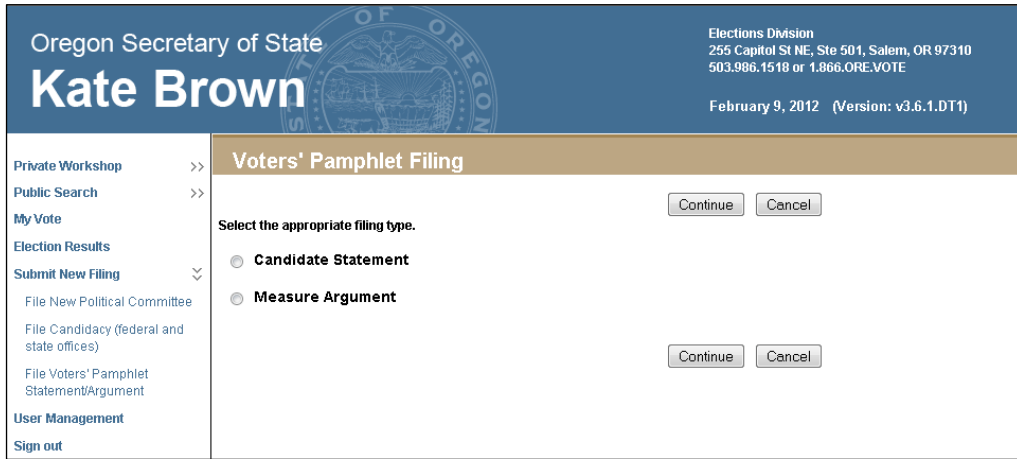 Oregon Secretary of State
Kate Brown
STATE OF OREGON
Elections Division
255 Capitol St NE, Ste 501, Salem, OR 97310
503.986.1518 or 1.866.ORE.VOTE
February 9, 2012 (Version: v3.6.1.DT1)
Private Workshop >>
Public Search >>
My Vote
Election Results
Submit New Filing
File New Political Committee
File Candidacy (federal and
state offices)
File Voters' Pamphlet
Statement/Argument
User Management
Sign out
Voters' Pamphlet Filing
Continue Cancel
Select the appropriate filing type.
Candidate Statement
Measure Argument
Continue Cancel